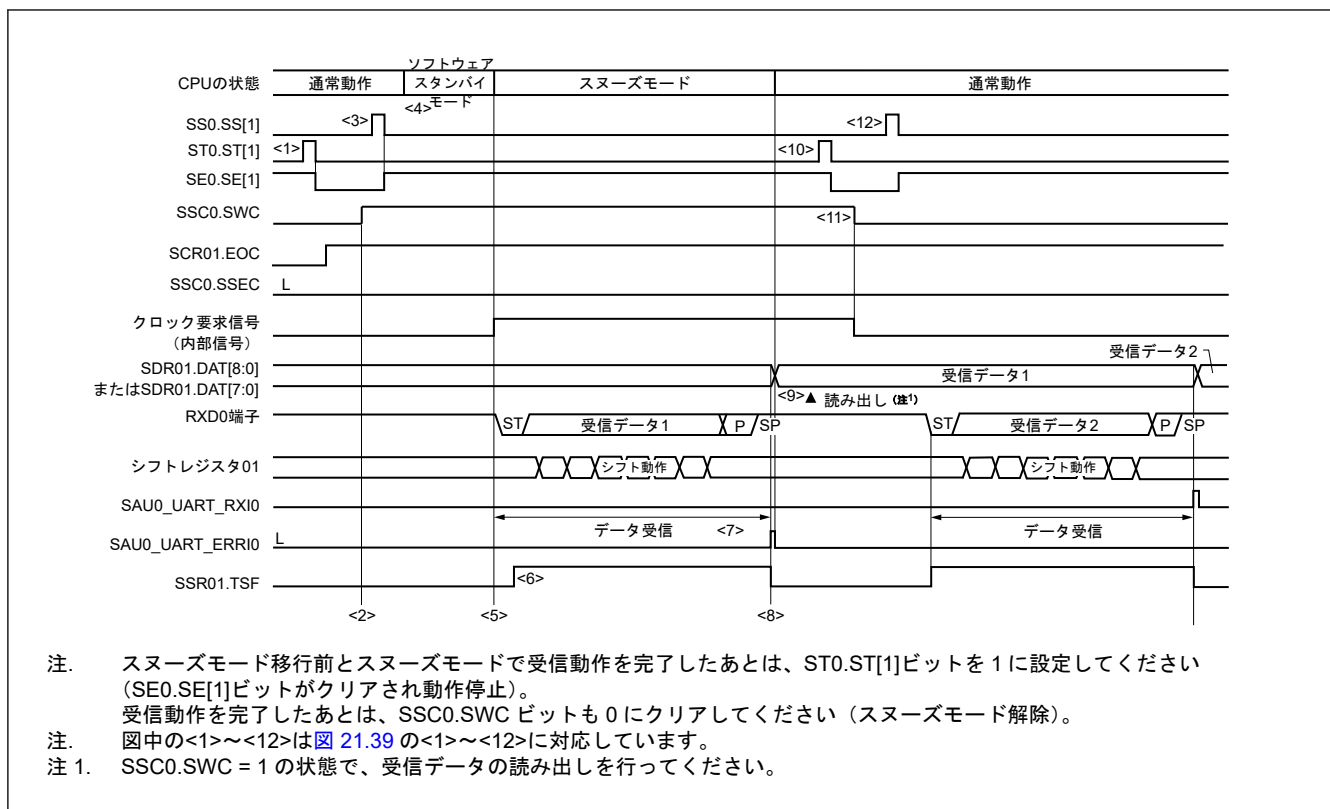 ソフトウェア
CPUの状態 通常動作 スタンバイ スヌーズモード 通常動作
<4>モード
SS0.SS[1] <3> <12>
ST0.ST[1] <1> <10>
SE0.SE[1]
SSC0.SWC <11>
SCR01.EOC
SSC0.SSEC L
クロック要求信号
（内部信号）
SDR01.DAT[8:0] 受信データ2
またはSDR01.DAT[7:0] 受信データ1
<9>▲ 読み出し（注1）
RXD0端子 ST 受信データ1 P SP ST 受信データ2 P SP
シフトレジスタ01 シフト動作 シフト動作
SAU0_UART_RXI0
データ受信 <7> データ受信
SAU0_UART_ERRI0 L
SSR01.TSF <6>
<2> <5> <8>
注. スヌーズモード移行前とスヌーズモードで受信動作を完了したあとは、ST0.ST[1]ビットを 1 に設定してください
（SE0.SE[1]ビットがクリアされ動作停止）。
受信動作を完了したあとは、SSC0.SWC ビットも 0 にクリアしてください（スヌーズモード解除）。
注. 図中の<1>～<12>は図 21.39 の<1>～<12>に対応しています。
注 1. SSC0.SWC = 1 の状態で、受信データの読み出しを行ってください。